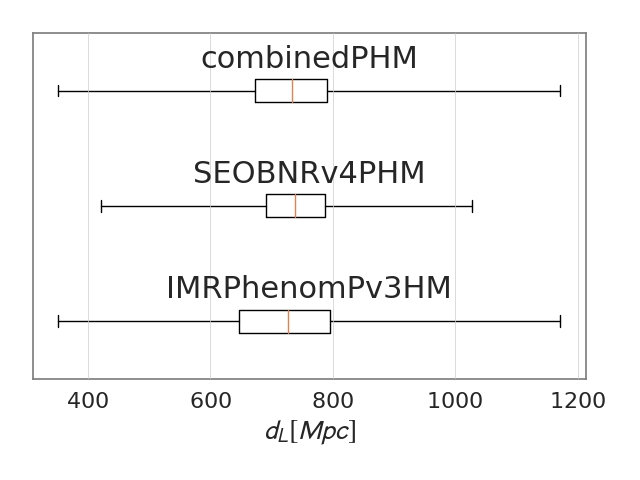 combinedPHM
SEOBNRv4PHM
IMRPhenomPv3HM
400 600 800 1000 1200
d_L[Mpc]